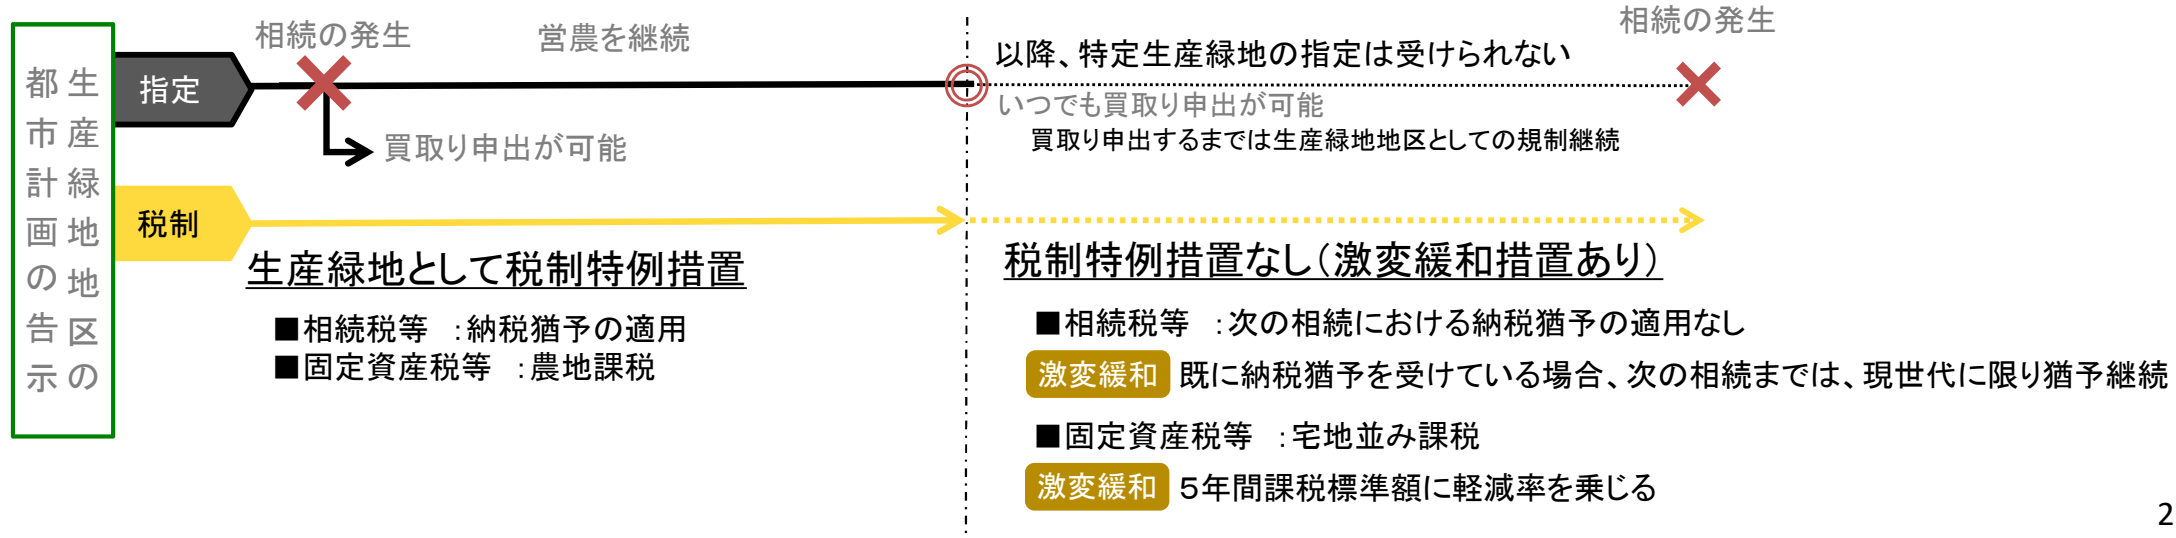 生産緑地地区の
都市計画の告示
指定
相続の発生
営農を継続
買取り申出が可能
以降、特定生産緑地の指定は受けられない
相続の発生
いつでも買取り申出が可能
買取り申出するまでは生産緑地地区としての規制継続
税制
生産緑地として税制特例措置
■相続税等　：納税猶予の適用
■固定資産税等　：農地課税
税制特例措置なし（激変緩和措置あり）
■相続税等　：次の相続における納税猶予の適用なし
激変緩和 既に納税猶予を受けている場合、次の相続までは、現世代に限り猶予継続
■固定資産税等　：宅地並み課税
激変緩和 ５年間課税標準額に軽減率を乗じる
2